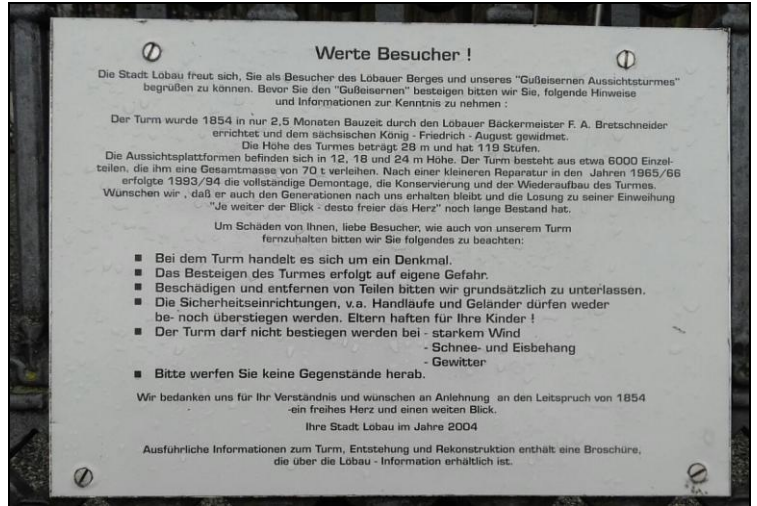 Werte Besucher !
Die Stadt Löbau freut sich, Sie als Besucher des Löbauer Berges und unseres "Gußeisernen Aussichtsturmes"
begrüßen zu können. Bevor Sie den "Gußeisernen" besteigen bitten wir Sie, folgende Hinweise
und Informationen zur Kenntnis zu nehmen :
Der Turm wurde 1854 in nur 2,5 Monaten Bauzeit durch den Löbauer Bäckermeister F. A. Bretschneider
errichtet und dem sächsischen König - Friedrich - August gewidmet.
Die Höhe des Turmes beträgt 28 m und hat 119 Stufen.
Die Aussichtsplattformen befinden sich in 12, 18 und 24 m Höhe. Der Turm besteht aus etwa 6000 Einzel-
teilen, die ihm eine Gesamtmasse von 70 t verleihen. Nach einer kleineren Reparatur in den Jahren 1965/66
erfolgte 1993/94 die vollständige Demontage, die Konservierung und der Wiederaufbau des Turmes.
Wünschen wir , daß er auch den Generationen nach uns erhalten bleibt und die Losung zu seiner Einweihung
"Je weiter der Blick - desto freier das Herz" noch lange Bestand hat.
Um Schäden von Ihnen, liebe Besucher, wie auch von unserem Turm
fernzuhalten bitten wir Sie folgendes zu beachten:
■ Bei dem Turm handelt es sich um ein Denkmal.
■ Das Besteigen des Turmes erfolgt auf eigene Gefahr.
■ Beschädigen und entfernen von Teilen bitten wir grundsätzlich zu unterlassen.
■ Die Sicherheitseinrichtungen, v.a. Handläufe und Geländer dürfen weder
be- noch überstiegen werden. Eltern haften für Ihre Kinder !
■ Der Turm darf nicht bestiegen werden bei - starkem Wind
- Schnee- und Eisbehang
- Gewitter
■ Bitte werfen Sie keine Gegenstände herab.
Wir bedanken uns für Ihr Verständnis und wünschen an Anlehnung an den Leitspruch von 1854
-ein freihes Herz und einen weiten Blick.
Ihre Stadt Löbau im Jahre 2004
Ausführliche Informationen zum Turm, Entstehung und Rekonstruktion enthält eine Broschüre,
die über die Löbau - Information erhältlich ist.